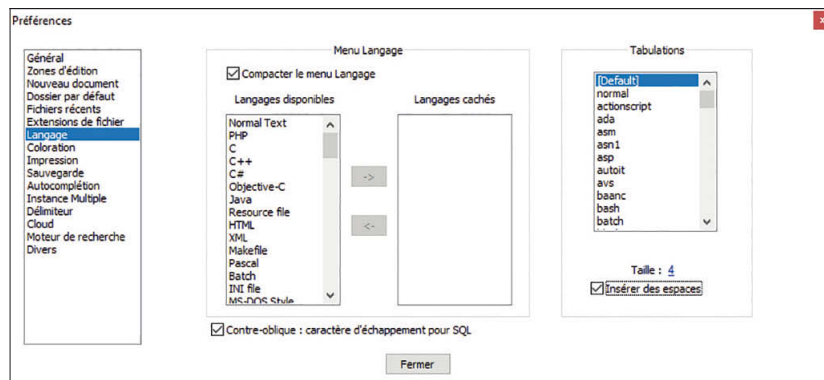 Préférences
x
Général
Zones d'édition
Nouveau document
Dossier par défaut
Fichiers récents
Extensions de fichier
Langage
Coloration
Impression
Sauvegarde
Autocomplétion
Instance Multiple
Délimiteur
Cloud
Moteur de recherche
Divers
Menu Langage
Compacter le menu Langage
Langages disponibles
Normal Text
PHP
C
C++
C#
Objective-C
Java
Resource file
HTML
XML
Makefile
Pascal
Batch
INI file
MS-DOS Style
->
<-
Langages cachés
Contre-oblique : caractère d'échappement pour SQL
Tabulations
[Default]
normal
actionscript
ada
asm
asn1
asp
autoit
avs
baanc
bash
batch
Taille : 4
Insérer des espaces
Fermer